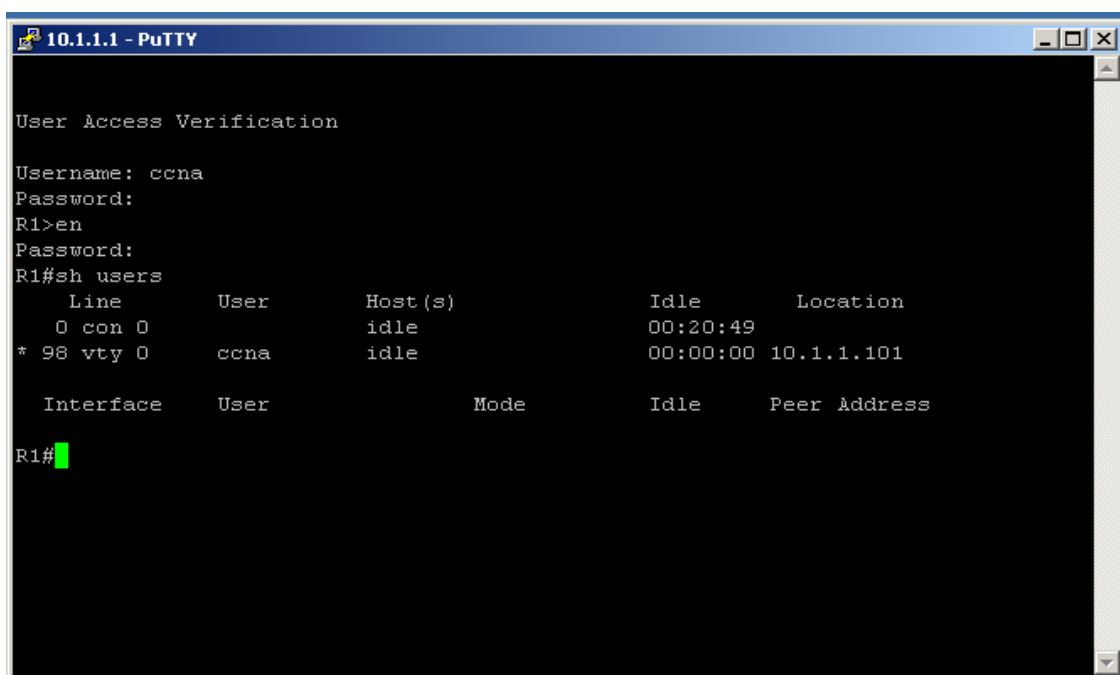 10.1.1.1 - PuTTY
User Access Verification
Username: ccna
Password:
R1>en
Password:
R1#sh users
    Line       User       Host(s)              Idle       Location
   0 con 0                idle                 00:20:49
* 98 vty 0     ccna       idle                 00:00:00 10.1.1.101
  Interface    User               Mode         Idle     Peer Address
R1#